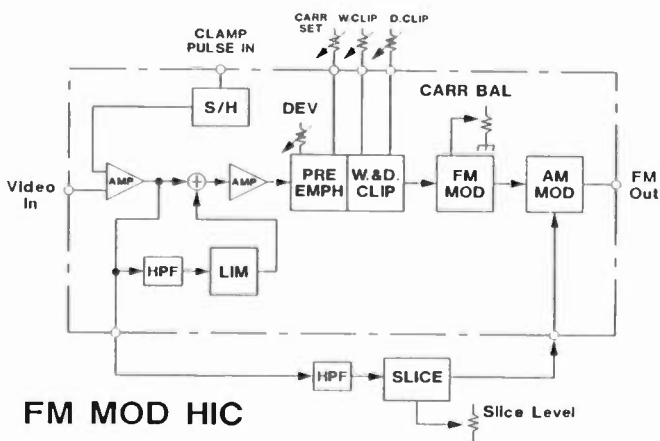 CARR W.CLIP D.CLIP
SET
CLAMP
PULSE IN
S/H
DEV
CARR BAL
AMP
AMP
PRE
EMPH
W.&D.
CLIP
FM
MOD
AM
MOD
Video
In
FM
Out
HPF
LIM
HPF
SLICE
Slice Level
FM MOD HIC